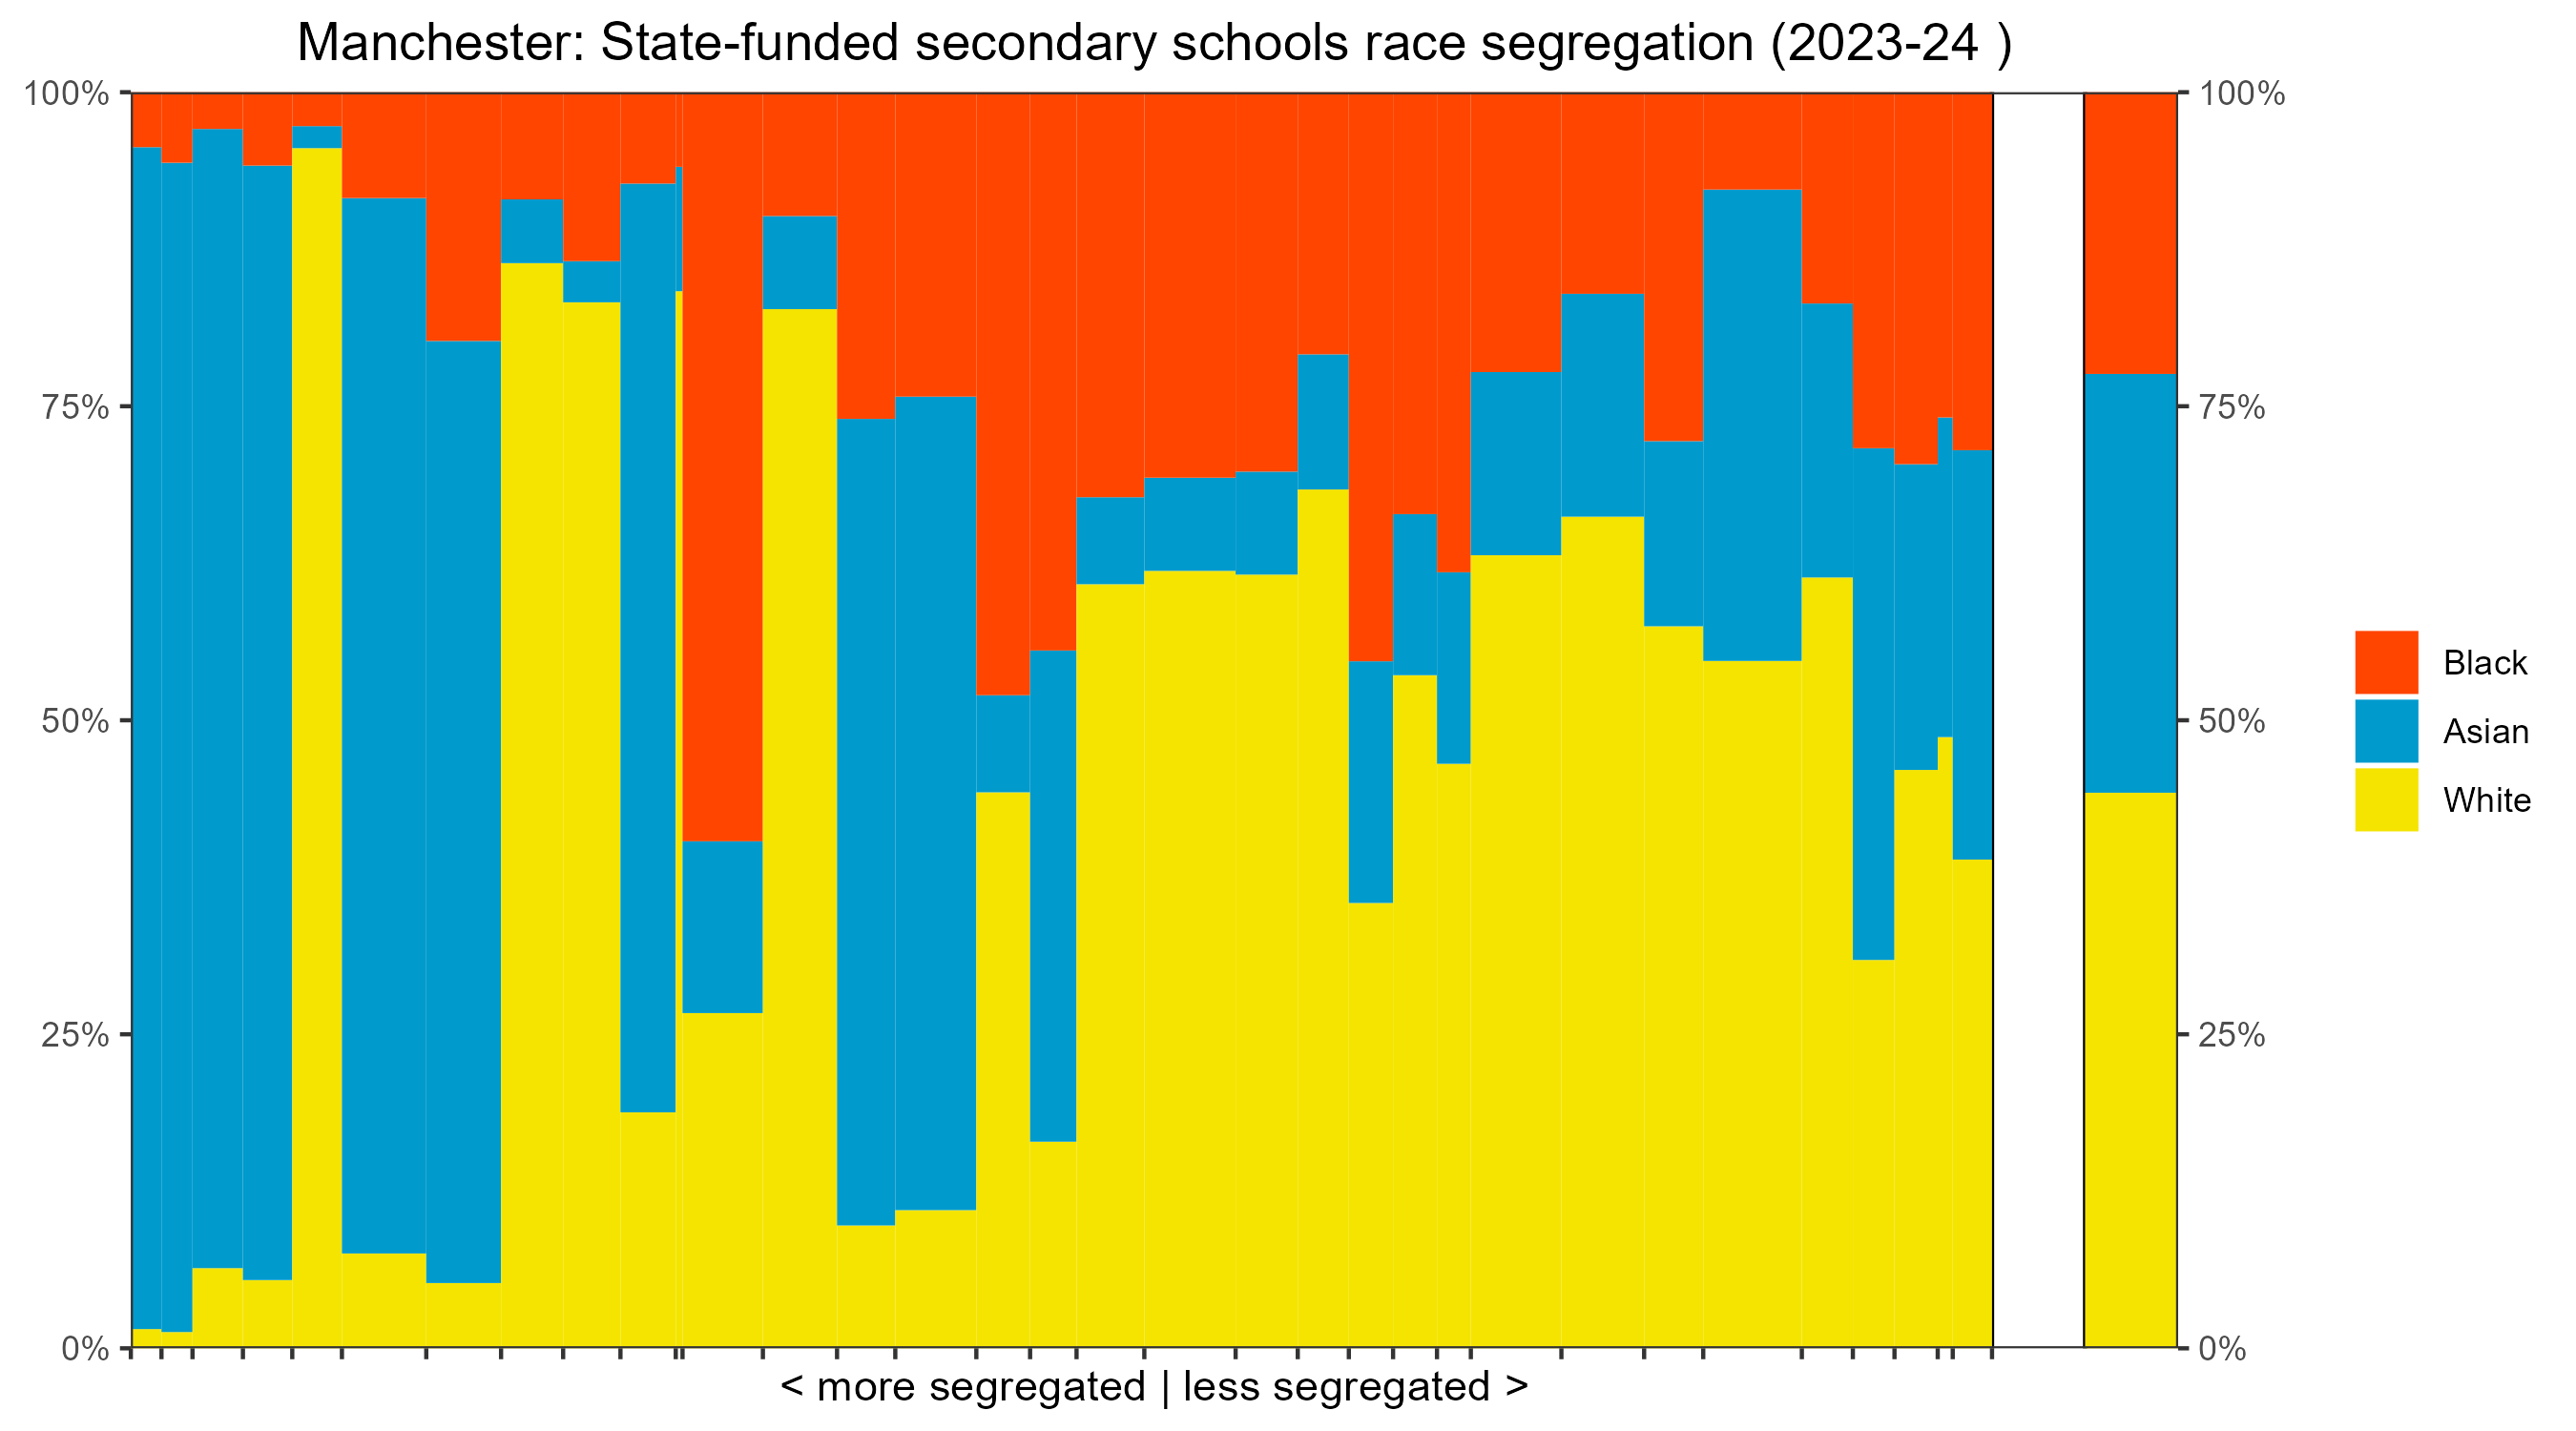 Manchester: State-funded secondary schools race segregation (2023-24 )
100%
75%
50%
25%
0%
100%
75%
50%
25%
0%
Black
Asian
White
< more segregated | less segregated >